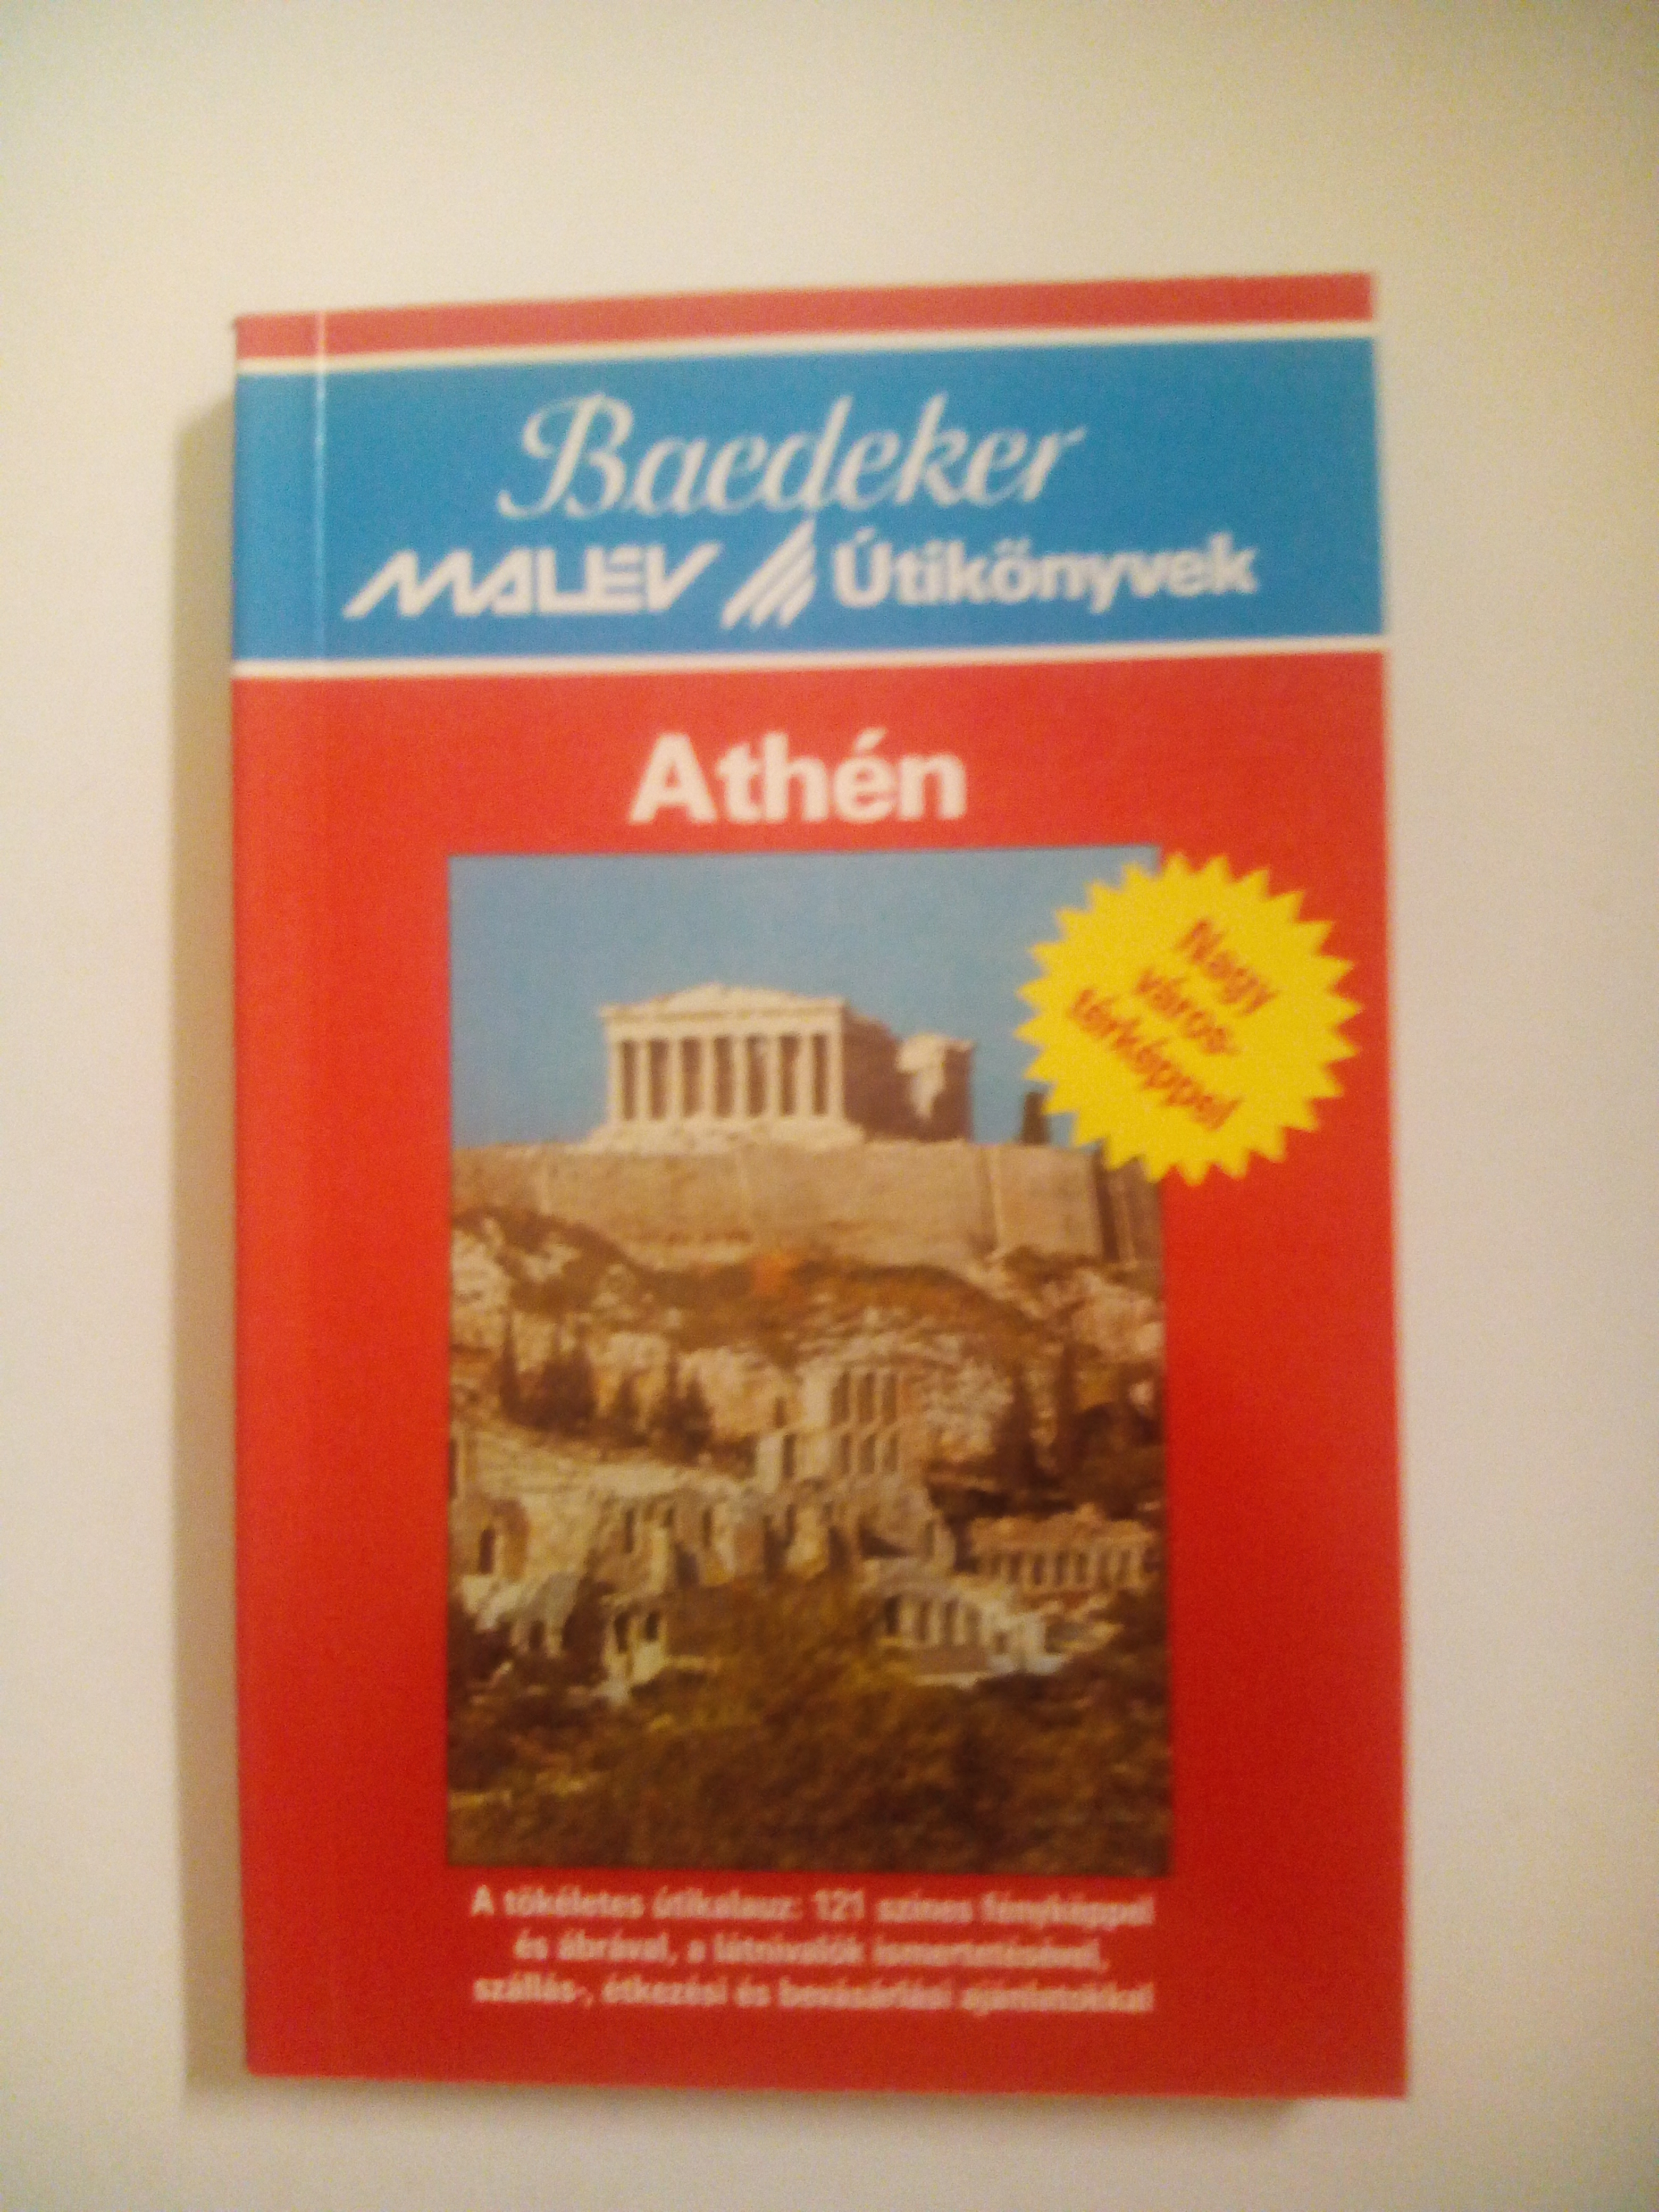 Baedeker
MALÉV Útikönyvek
Athén
Nagy
város-
térképpel
A tökéletes útikalauz: 121 színes fényképpel
és ábrával, a látnivalók ismertetésével,
szállás-, étkezési és bevásárlási ajánlatokkal